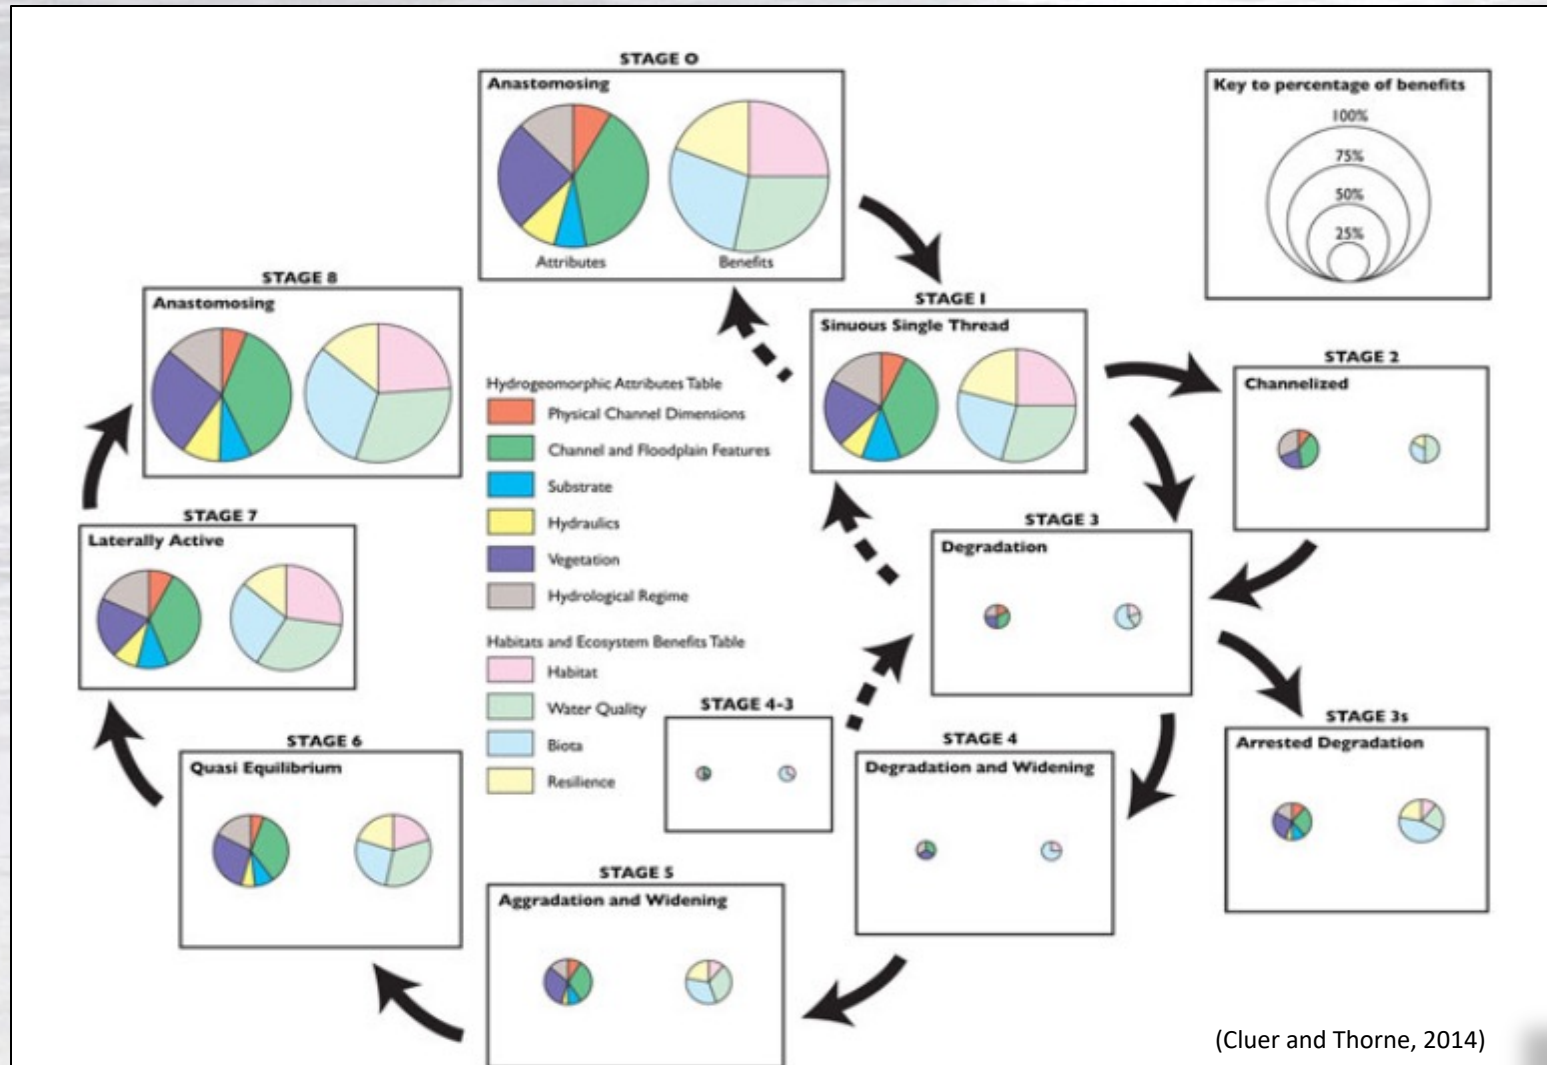 STAGE O
Anastomosing
Attributes
Benefits
Key to percentage of benefits
100%
75%
50%
25%
STAGE 8
Anastomosing
STAGE I
Sinuous Single Thread
STAGE 2
Channelized
Hydrogeomorphic Attributes Table
Physical Channel Dimensions
Channel and Floodplain Features
Substrate
Hydraulics
Vegetation
Hydrological Regime
Habitats and Ecosystem Benefits Table
Habitat
Water Quality
Biota
Resilience
STAGE 7
Laterally Active
STAGE 3
Degradation
STAGE 4-3
STAGE 3s
Arrested Degradation
STAGE 6
Quasi Equilibrium
STAGE 4
Degradation and Widening
STAGE 5
Aggradation and Widening
(Cluer and Thorne, 2014)